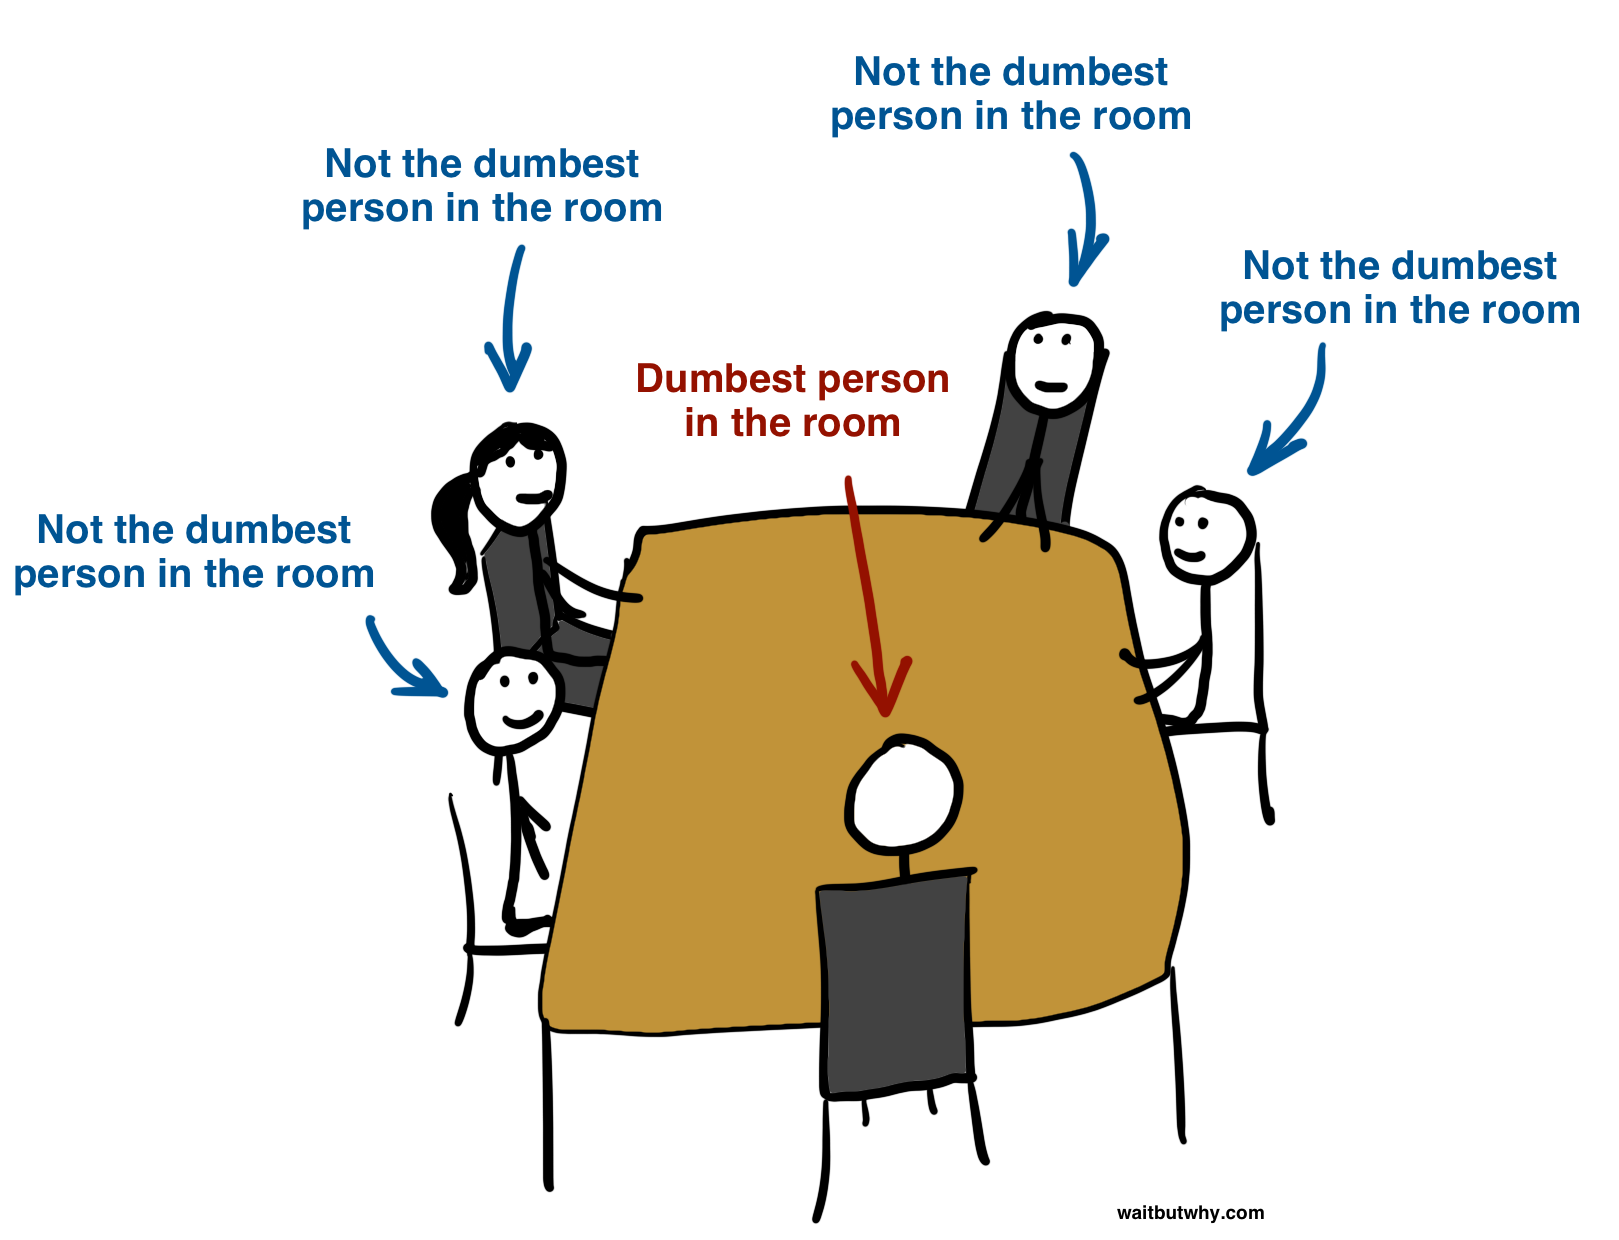 Not the dumbest
person in the room
Not the dumbest
person in the room
Not the dumbest
person in the room
Dumbest person
in the room
Not the dumbest
person in the room
waitbutwhy.com